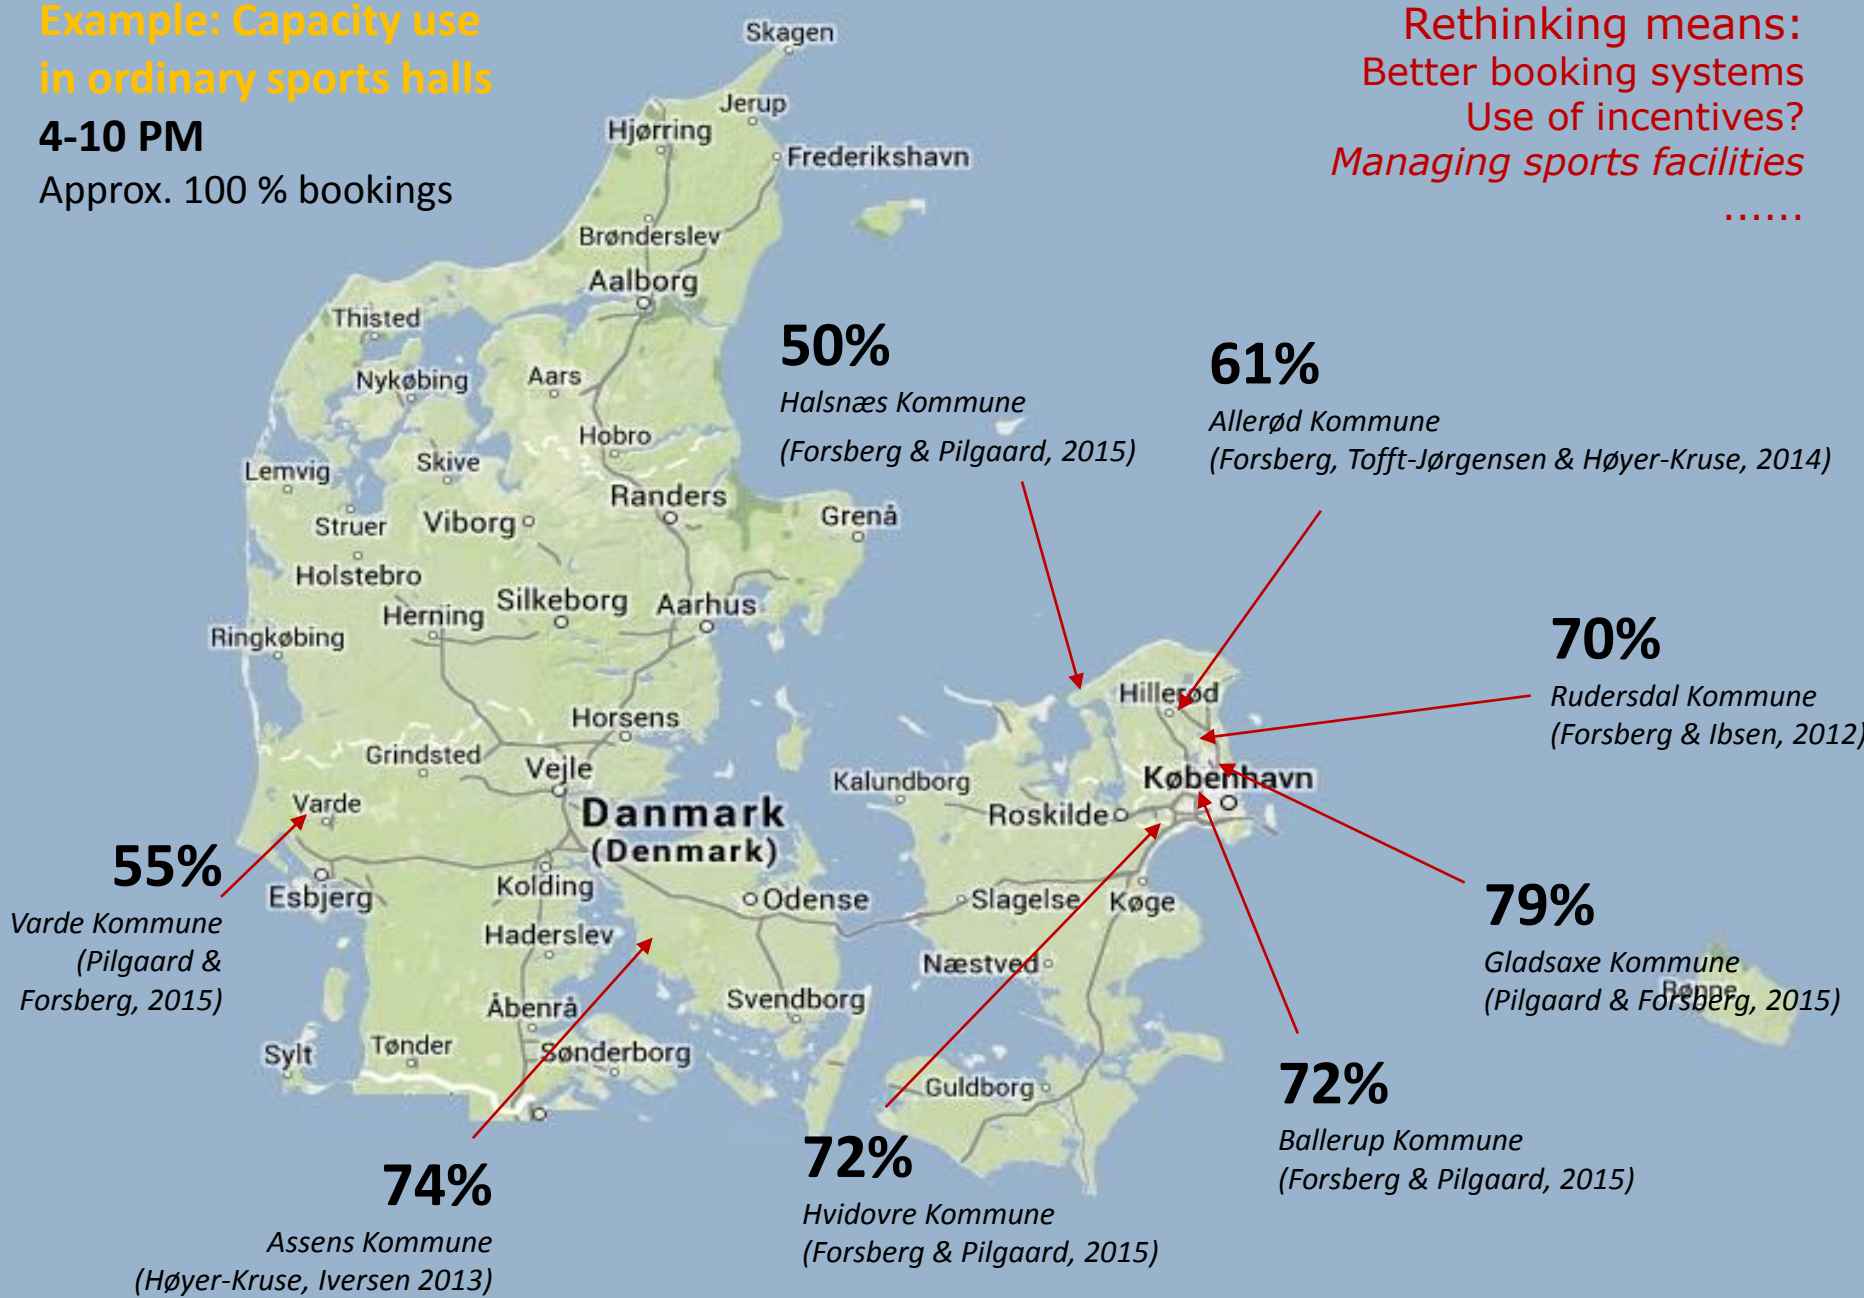 Example: Capacity use
in ordinary sports halls
4-10 PM
Approx. 100 % bookings
Rethinking means:
Better booking systems
Use of incentives?
Managing sports facilities
......
Skagen
Jerup
Hjørring
Frederikshavn
Brønderslev
Aalborg
Thisted
Nykøbing
Aars
Hobro
Lemvig
Skive
Randers
Struer
Viborg
Grenå
Holstebro
Herning
Silkeborg
Aarhus
Ringkøbing
Horsens
Grindsted
Vejle
Varde
Danmark
(Denmark)
Esbjerg
Kolding
Odense
Haderslev
Åbenrå
Svendborg
Sylt
Tønder
Sønderborg
Hillerød
København
Kalundborg
Roskilde
Slagelse
Køge
Næstved
Guldborg
Rønne
50%
Halsnæs Kommune
(Forsberg & Pilgaard, 2015)
61%
Allerød Kommune
(Forsberg, Tofft-Jørgensen & Høyer-Kruse, 2014)
70%
Rudersdal Kommune
(Forsberg & Ibsen, 2012)
55%
Varde Kommune
(Pilgaard &
Forsberg, 2015)
79%
Gladsaxe Kommune
(Pilgaard & Forsberg, 2015)
72%
Ballerup Kommune
(Forsberg & Pilgaard, 2015)
72%
Hvidovre Kommune
(Forsberg & Pilgaard, 2015)
74%
Assens Kommune
(Høyer-Kruse, Iversen 2013)